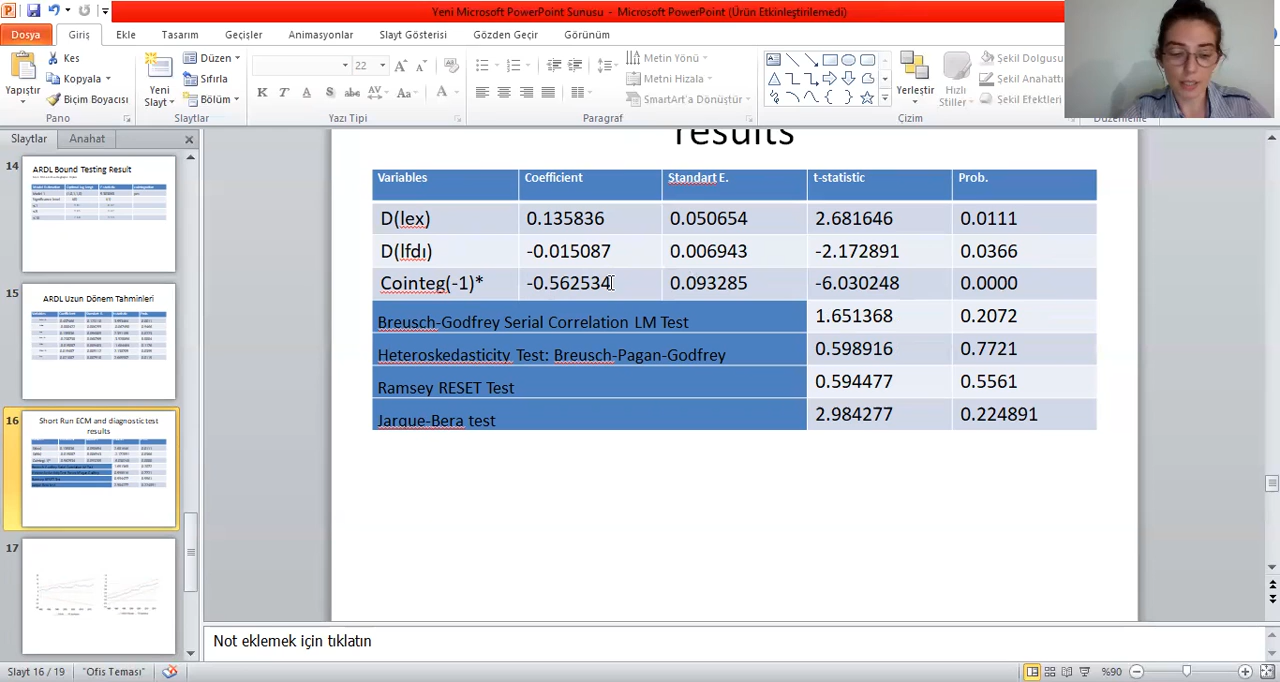 Yeni Microsoft PowerPoint Sunusu - Microsoft PowerPoint (Ürün Etkinleştirilemedi)
Dosya Giriş Ekle Tasarım Geçişler Animasyonlar Slayt Gösterisi Gözden Geçir Görünüm
Yapıştır
Kes
Kopyala
Biçim Boyacısı
Pano
Yeni
Slayt
Düzen
Sıfırla
Bölüm
Slaytlar
22
Yazı Tipi
Metin Yönü
Metni Hizala
SmartArt'a Dönüştür
Paragraf
Yerleştir
Hızlı
Stiller
Şekil Dolgusu
Şekil Anahattı
Şekil Efektleri
Çizim
Düzenleme
Slaytlar Anahat
14
ARDL Bound Testing Result
15
ARDL Uzun Dönem Tahminleri
16
Short Run ECM and diagnostic test
results
17
results
Variables Coefficient Standart E. t-statistic Prob.
D(lex) 0.135836 0.050654 2.681646 0.0111
D(lfdı) -0.015087 0.006943 -2.172891 0.0366
Cointeg(-1)* -0.562534 0.093285 -6.030248 0.0000
Breusch-Godfrey Serial Correlation LM Test 1.651368 0.2072
Heteroskedasticity Test: Breusch-Pagan-Godfrey 0.598916 0.7721
Ramsey RESET Test 0.594477 0.5561
Jarque-Bera test 2.984277 0.224891
Not eklemek için tıklatın
Slayt 16 / 19 "Ofis Teması" %90